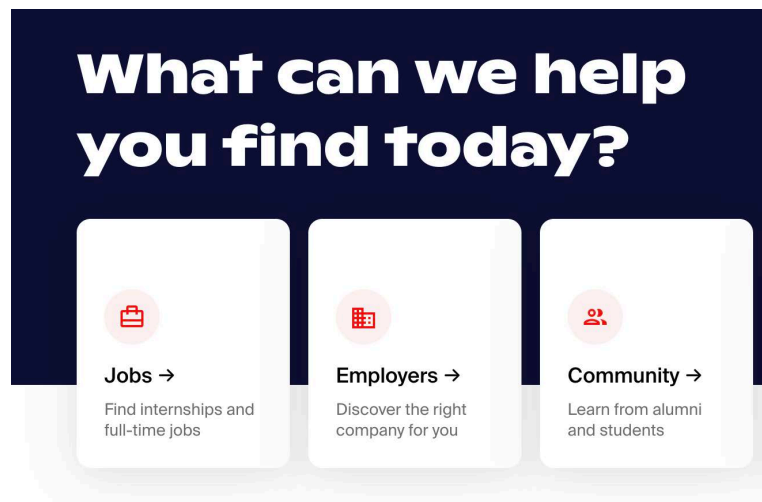 What can we help
you find today?
Jobs →
Find internships and
full-time jobs
Employers →
Discover the right
company for you
Community →
Learn from alumni
and students